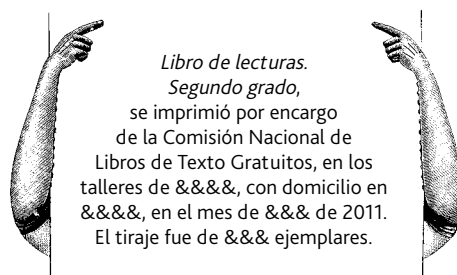 Libro de lecturas.
Segundo grado,
se imprimió por encargo
de la Comisión Nacional de
Libros de Texto Gratuitos, en los
talleres de &&&&, con domicilio en
&&&&, en el mes de &&& de 2011.
El tiraje fue de &&& ejemplares.